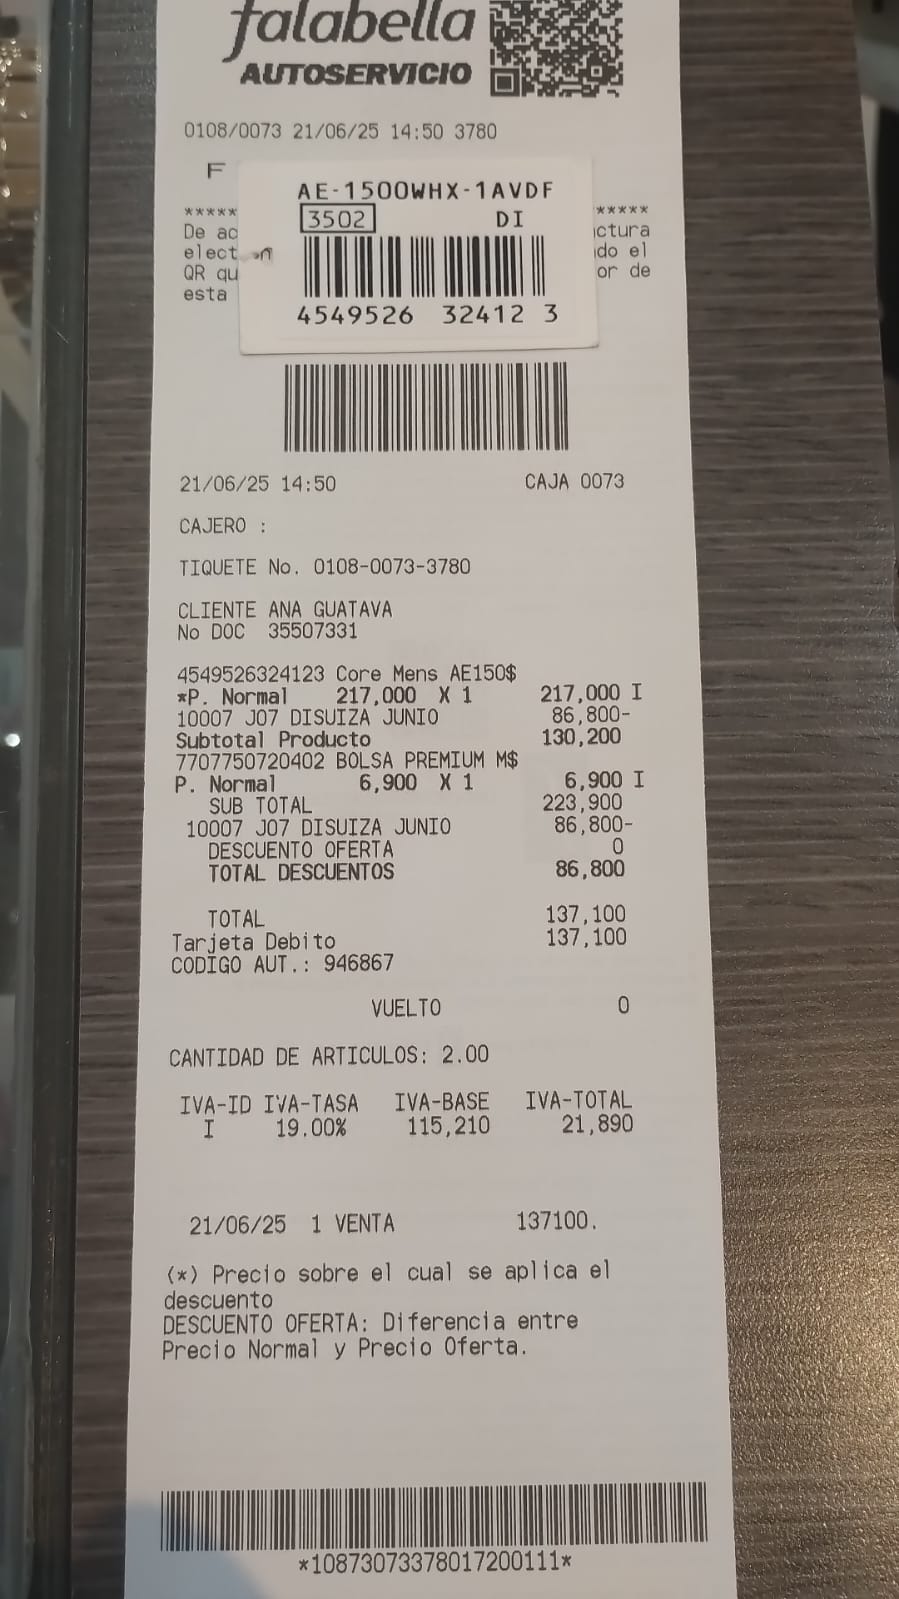 falabella
AUTOSERVICIO
0108/0073 21/06/25 14:50 3780
F
AE-1500WHX-1AVDF
3502 DI
4549526 32412 3
***** *****
De ac ctura
elect do el
QR qu or de
esta
21/06/25 14:50 CAJA 0073
CAJERO :
TIQUETE No. 0108-0073-3780
CLIENTE ANA GUATAVA
No DOC 35507331
4549526324123 Core Mens AE150$
*P. Normal 217,000 X 1 217,000 I
10007 J07 DISUIZA JUNIO 86,800-
Subtotal Producto 130,200
7707750720402 BOLSA PREMIUM M$
P. Normal 6,900 X 1 6,900 I
SUB TOTAL 223,900
10007 J07 DISUIZA JUNIO 86,800-
DESCUENTO OFERTA 0
TOTAL DESCUENTOS 86,800
TOTAL 137,100
Tarjeta Debito 137,100
CODIGO AUT.: 946867
VUELTO 0
CANTIDAD DE ARTICULOS: 2.00
IVA-ID IVA-TASA IVA-BASE IVA-TOTAL
I 19.00% 115,210 21,890
21/06/25 1 VENTA 137100.
(*) Precio sobre el cual se aplica el
descuento
DESCUENTO OFERTA: Diferencia entre
Precio Normal y Precio Oferta.
*10873073378017200111*